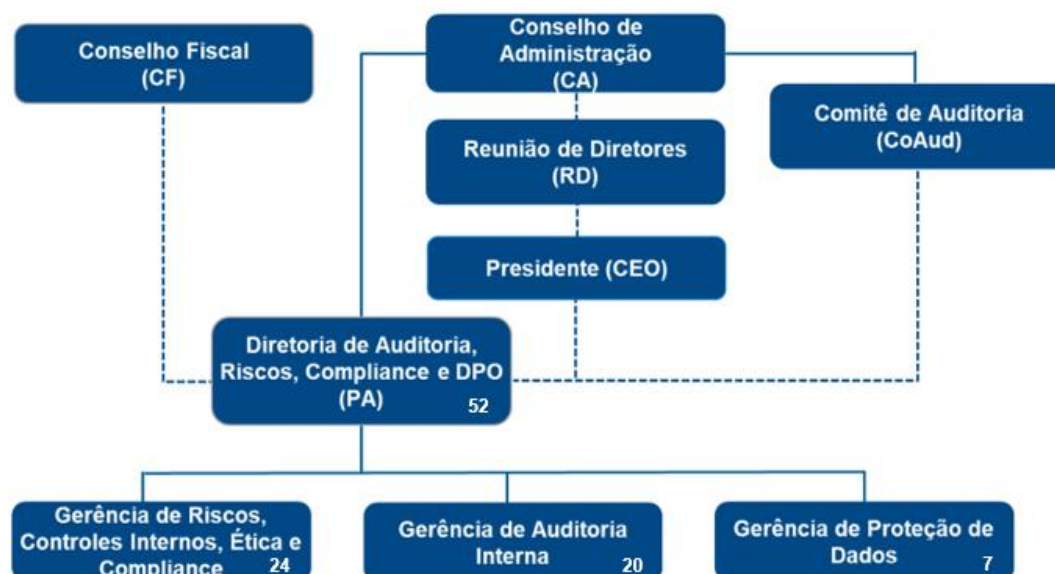 Conselho Fiscal
(CF)
Conselho de
Administração
(CA)
Comitê de Auditoria
(CoAud)
Reunião de Diretores
(RD)
Presidente (CEO)
Diretoria de Auditoria,
Riscos, Compliance e DPO
(PA) 52
Gerência de Riscos,
Controles Internos, Ética e
Compliance 24
Gerência de Auditoria
Interna 20
Gerência de Proteção de
Dados 7